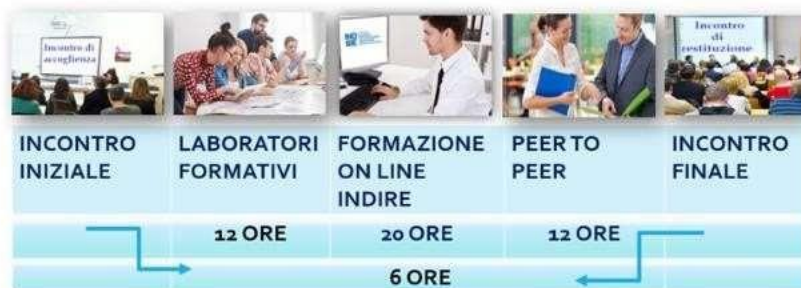 Incontro di
accoglienza
Incontro di
restituzione
INCONTRO
INIZIALE
LABORATORI
FORMATIVI
FORMAZIONE
ON LINE
INDIRE
PEER TO
PEER
INCONTRO
FINALE
12 ORE
20 ORE
12 ORE
6 ORE